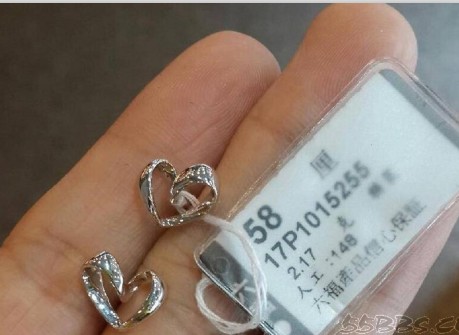 厘
58
17P1015255
2.17 克
人工:148
六福產品信心保証